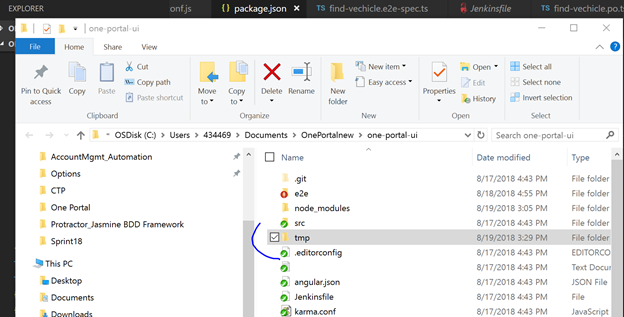 EXPLORER
onf.js
{ } package.json ×
TS find-vechicle.e2e-spec.ts
Jenkinsfile
TS find-vechicle.po.ts
one-portal-ui
File Home Share View
Pin to Quick access
Copy
Paste
Cut
Copy path
Paste shortcut
Clipboard
Move to
Copy to
Delete
Rename
Organize
New folder
New item
Easy access
New
Properties
Open
Edit
History
Open
Select all
Select none
Invert selection
Select
OSDisk (C:) > Users > 434469 > Documents > OnePortalnew > one-portal-ui
Search one-portal-ui
AccountMgmt_Automation
Options
CTP
One Portal
Protractor_Jasmine BDD Framework
Sprint18
This PC
Desktop
Documents
Downloads
Name Date modified Type
.git 8/17/2018 4:43 PM File folder
e2e 8/18/2018 4:55 PM File folder
node_modules 8/19/2018 3:05 PM File folder
src 8/17/2018 4:43 PM File folder
tmp 8/19/2018 3:29 PM File folder
.editorconfig 8/17/2018 4:43 PM EDITORCO
8/17/2018 4:43 PM Text Docum
angular.json 8/17/2018 4:43 PM JSON File
Jenkinsfile 8/17/2018 4:43 PM File
karma.conf 8/17/2018 4:43 PM JavaScript